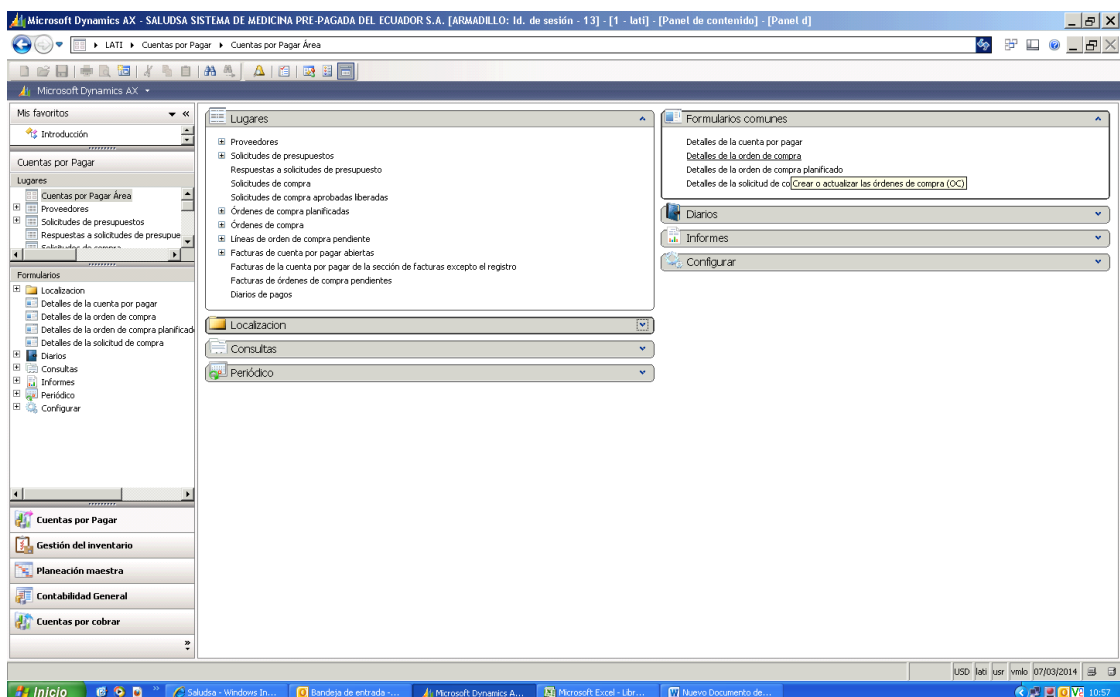 Microsoft Dynamics AX - SALUDSA SISTEMA DE MEDICINA PRE-PAGADA DEL ECUADOR S.A. [ARMADILLO: Id. de sesión - 13] - [1 - lati] - [Panel de contenido] - [Panel d]
LATI ▸ Cuentas por Pagar ▸ Cuentas por Pagar Área
Microsoft Dynamics AX
Mis favoritos
Introducción
Cuentas por Pagar
Lugares
Cuentas por Pagar Área
Proveedores
Solicitudes de presupuestos
Respuestas a solicitudes de presupue
Solicitudes de compra
Formularios
Localizacion
Detalles de la cuenta por pagar
Detalles de la orden de compra
Detalles de la orden de compra planificad
Detalles de la solicitud de compra
Diarios
Consultas
Informes
Periódico
Configurar
Cuentas por Pagar
Gestión del inventario
Planeación maestra
Contabilidad General
Cuentas por cobrar
Lugares
Proveedores
Solicitudes de presupuestos
Respuestas a solicitudes de presupuesto
Solicitudes de compra
Solicitudes de compra aprobadas liberadas
Órdenes de compra planificadas
Órdenes de compra
Líneas de orden de compra pendiente
Facturas de cuenta por pagar abiertas
Facturas de la cuenta por pagar de la sección de facturas excepto el registro
Facturas de órdenes de compra pendientes
Diarios de pagos
Localizacion
Consultas
Periódico
Formularios comunes
Detalles de la cuenta por pagar
Detalles de la orden de compra
Detalles de la orden de compra planificado
Detalles de la solicitud de co
Crear o actualizar las órdenes de compra (OC)
Diarios
Informes
Configurar
USD lati usr vmlo 07/03/2014
Inicio
Saludsa - Windows In...
Bandeja de entrada -...
Microsoft Dynamics A...
Microsoft Excel - Libr...
Nuevo Documento de...
10:57